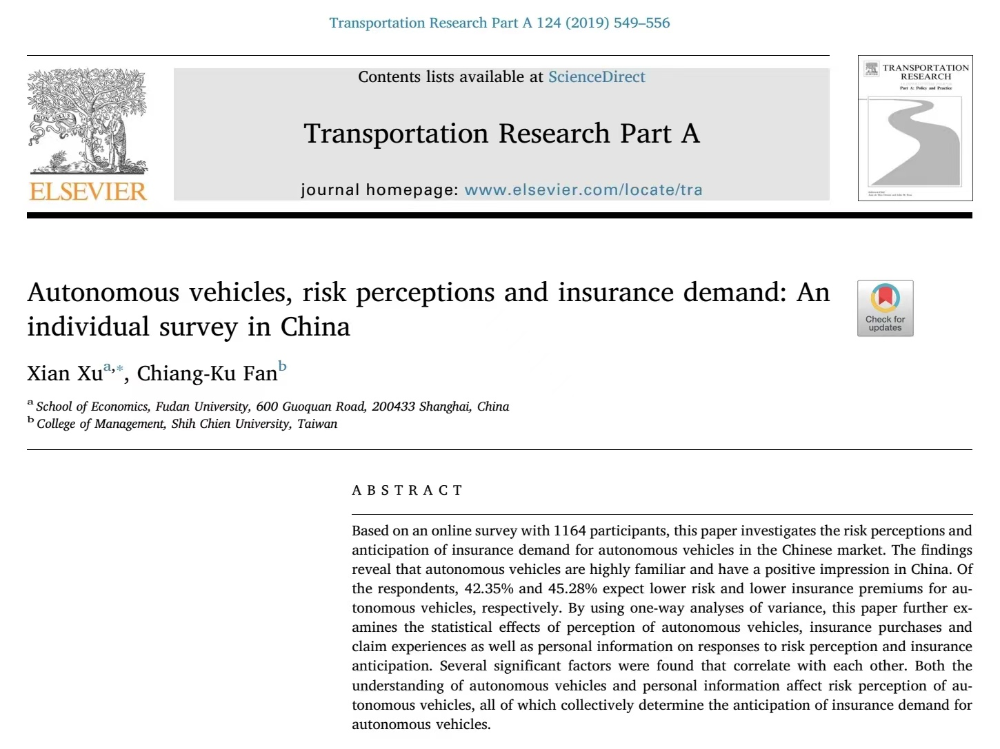 Transportation Research Part A 124 (2019) 549–556
NON SOLUS
ELSEVIER
Contents lists available at ScienceDirect
Transportation Research Part A
journal homepage: www.elsevier.com/locate/tra
TRANSPORTATION
RESEARCH
Part A: Policy and Practice
Autonomous vehicles, risk perceptions and insurance demand: An
individual survey in China
Check for
updates
Xian Xua,*, Chiang-Ku Fanb
a School of Economics, Fudan University, 600 Guoquan Road, 200433 Shanghai, China
b College of Management, Shih Chien University, Taiwan
ABSTRACT
Based on an online survey with 1164 participants, this paper investigates the risk perceptions and
anticipation of insurance demand for autonomous vehicles in the Chinese market. The findings
reveal that autonomous vehicles are highly familiar and have a positive impression in China. Of
the respondents, 42.35% and 45.28% expect lower risk and lower insurance premiums for au-
tonomous vehicles, respectively. By using one-way analyses of variance, this paper further ex-
amines the statistical effects of perception of autonomous vehicles, insurance purchases and
claim experiences as well as personal information on responses to risk perception and insurance
anticipation. Several significant factors were found that correlate with each other. Both the
understanding of autonomous vehicles and personal information affect risk perception of au-
tonomous vehicles, all of which collectively determine the anticipation of insurance demand for
autonomous vehicles.